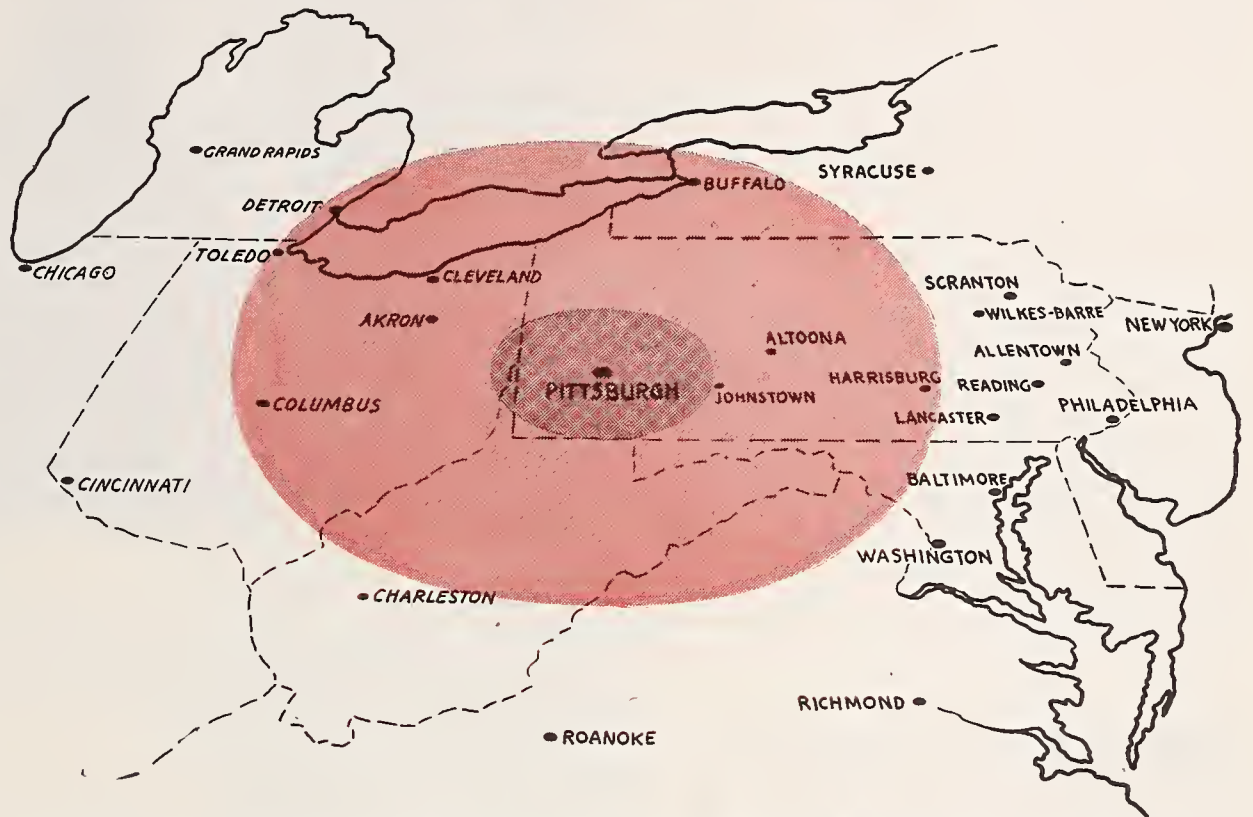 GRAND RAPIDS
SYRACUSE
BUFFALO
DETROIT
TOLEDO
CHICAGO
CLEVELAND
SCRANTON
WILKES-BARRE
AKRON
NEW YORK
ALTOONA
ALLENTOWN
HARRISBURG
READING
PITTSBURGH
JOHNSTOWN
COLUMBUS
LANCASTER
PHILADELPHIA
CINCINNATI
BALTIMORE
WASHINGTON
CHARLESTON
RICHMOND
ROANOKE